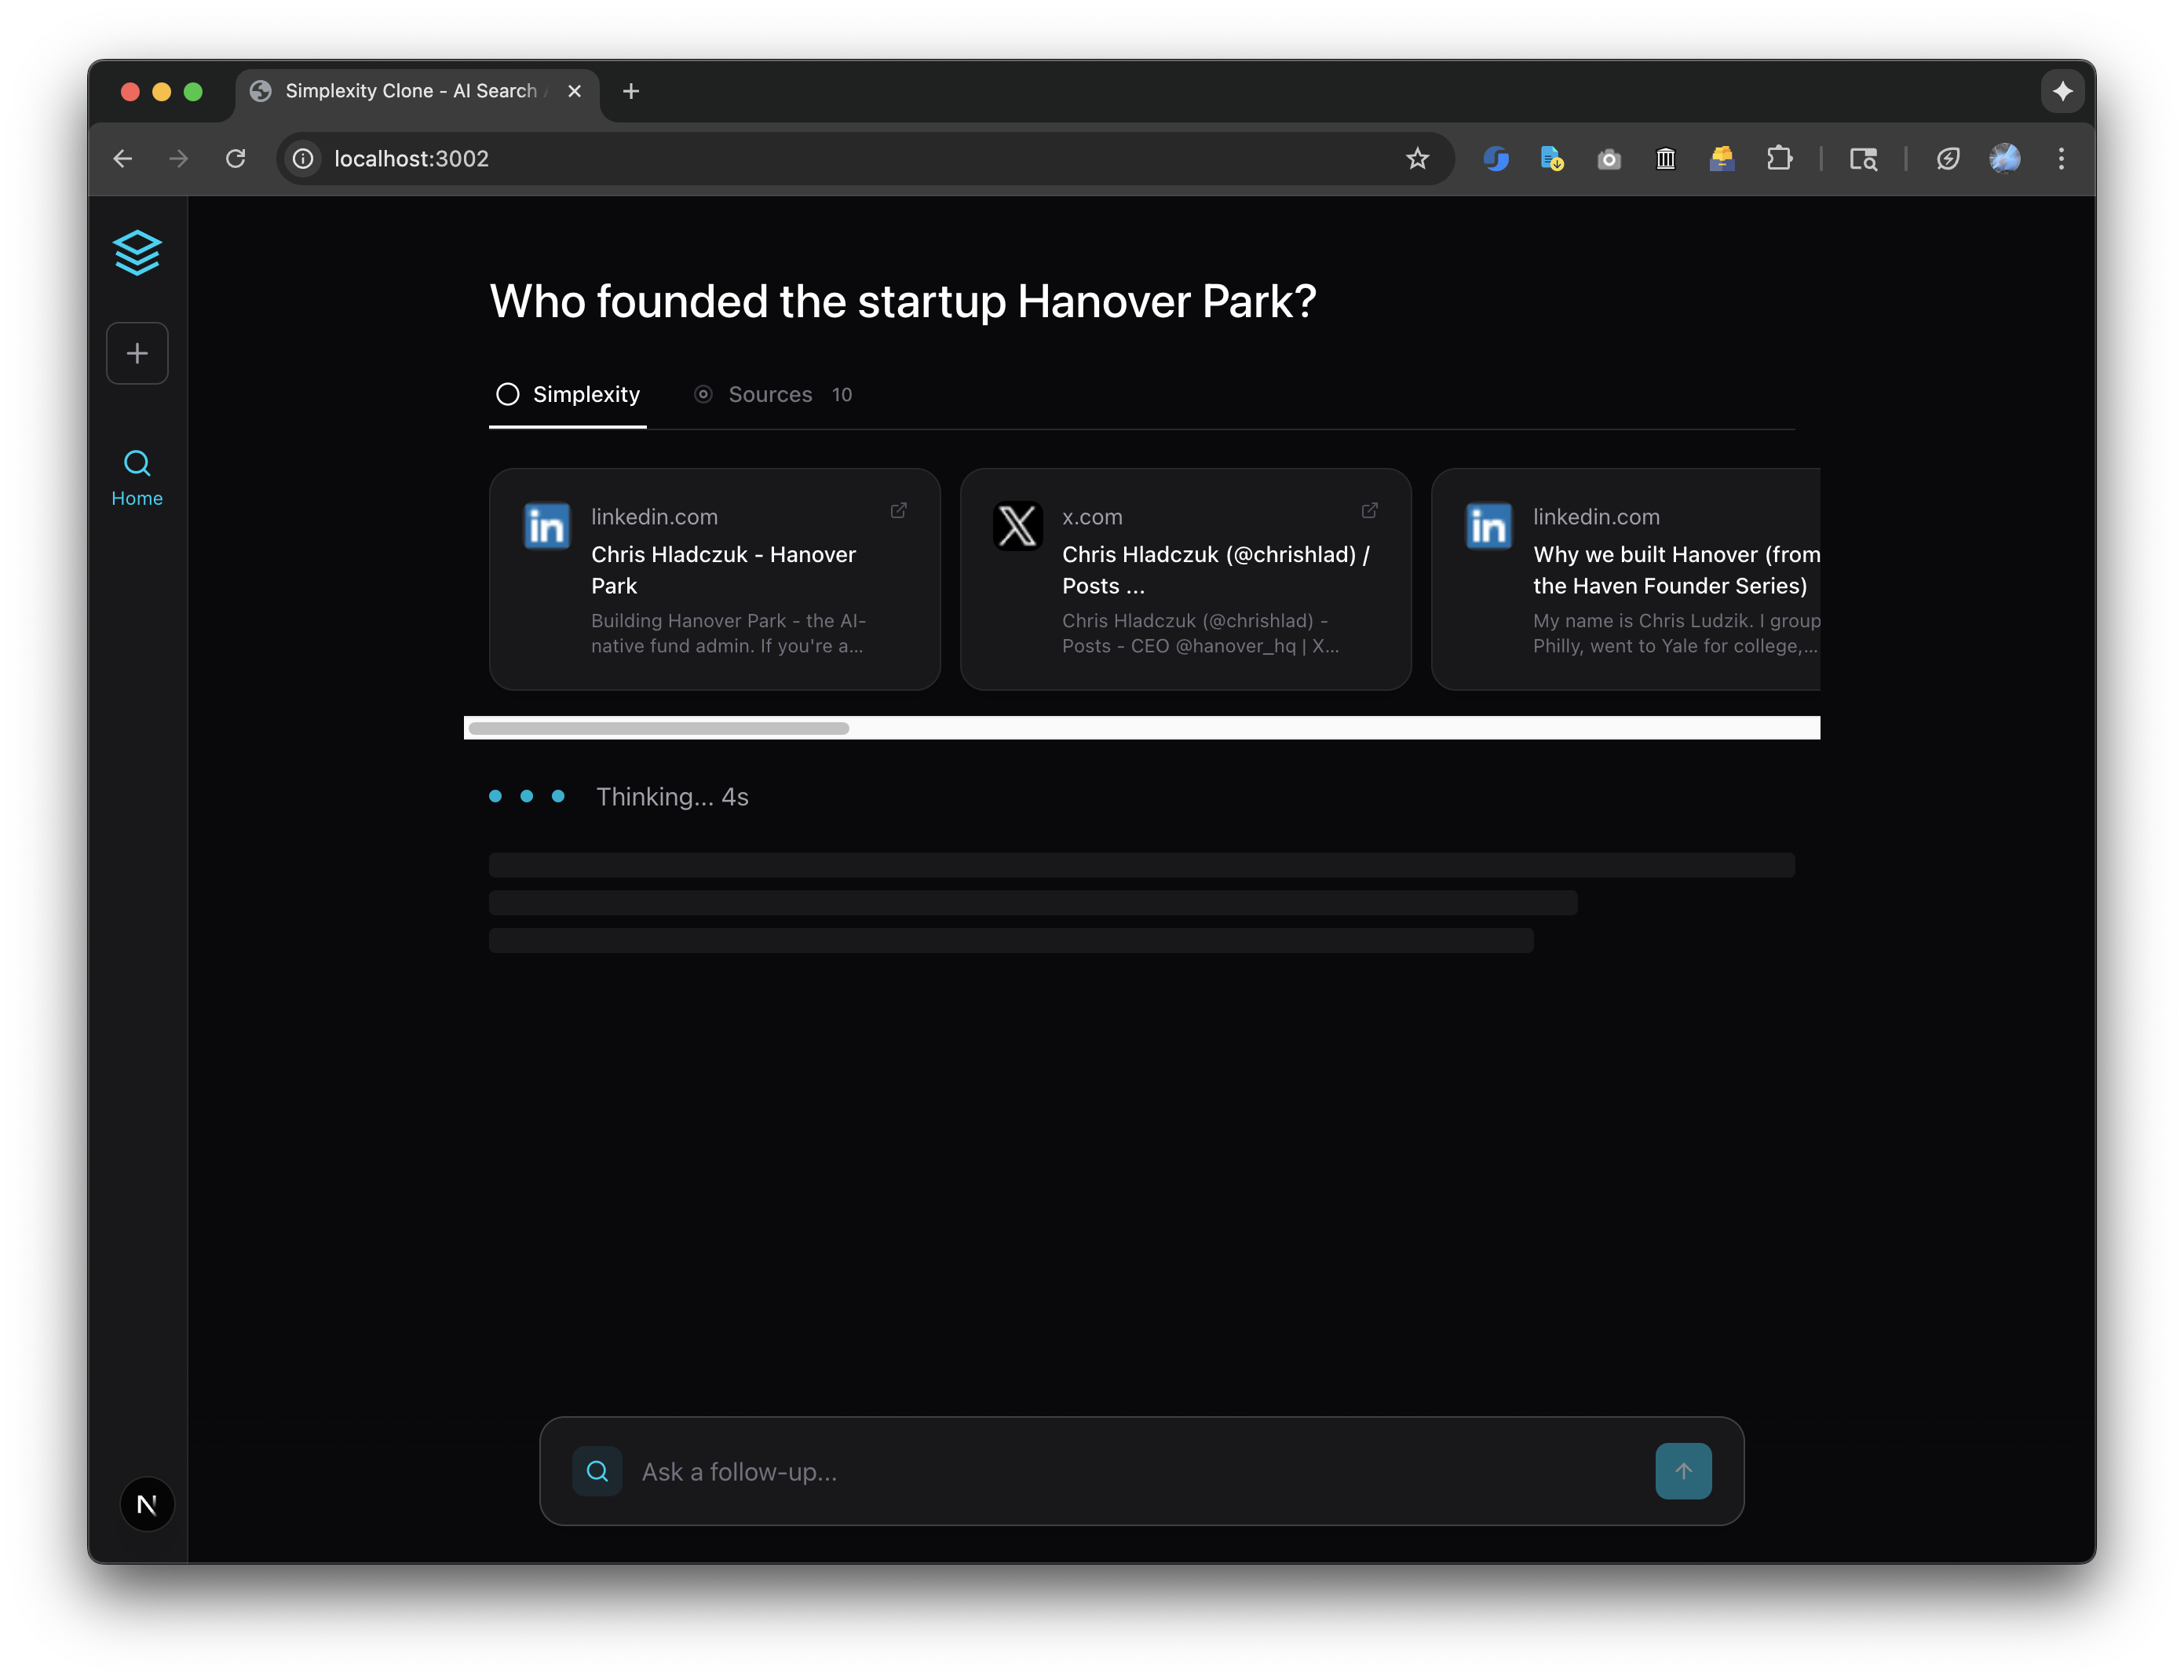 Simplexity Clone - AI Search
localhost:3002
Who founded the startup Hanover Park?
Simplexity
Sources 10
Home
linkedin.com
Chris Hladczuk - Hanover
Park
Building Hanover Park - the AI-
native fund admin. If you're a...
x.com
Chris Hladczuk (@chrishlad) /
Posts ...
Chris Hladczuk (@chrishlad) -
Posts - CEO @hanover_hq | X...
linkedin.com
Why we built Hanover (from
the Haven Founder Series)
My name is Chris Ludzik. I group
Philly, went to Yale for college,...
Thinking... 4s
Ask a follow-up...
N